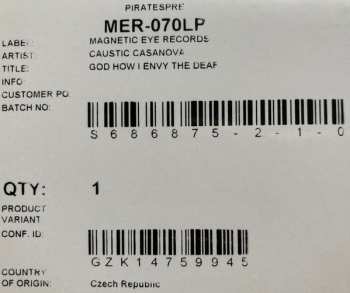 PIRATESPRE
MER-070LP
LABEL: MAGNETIC EYE RECORDS
ARTIST: CAUSTIC CASANOVA
TITLE: GOD HOW I ENVY THE DEAF
INFO:
CUSTOMER PO:
BATCH NO:
S686875-2-1-0
QTY: 1
PRODUCT
VARIANT
CONF. ID:
GZK14759945
COUNTRY
OF ORIGIN: Czech Republic